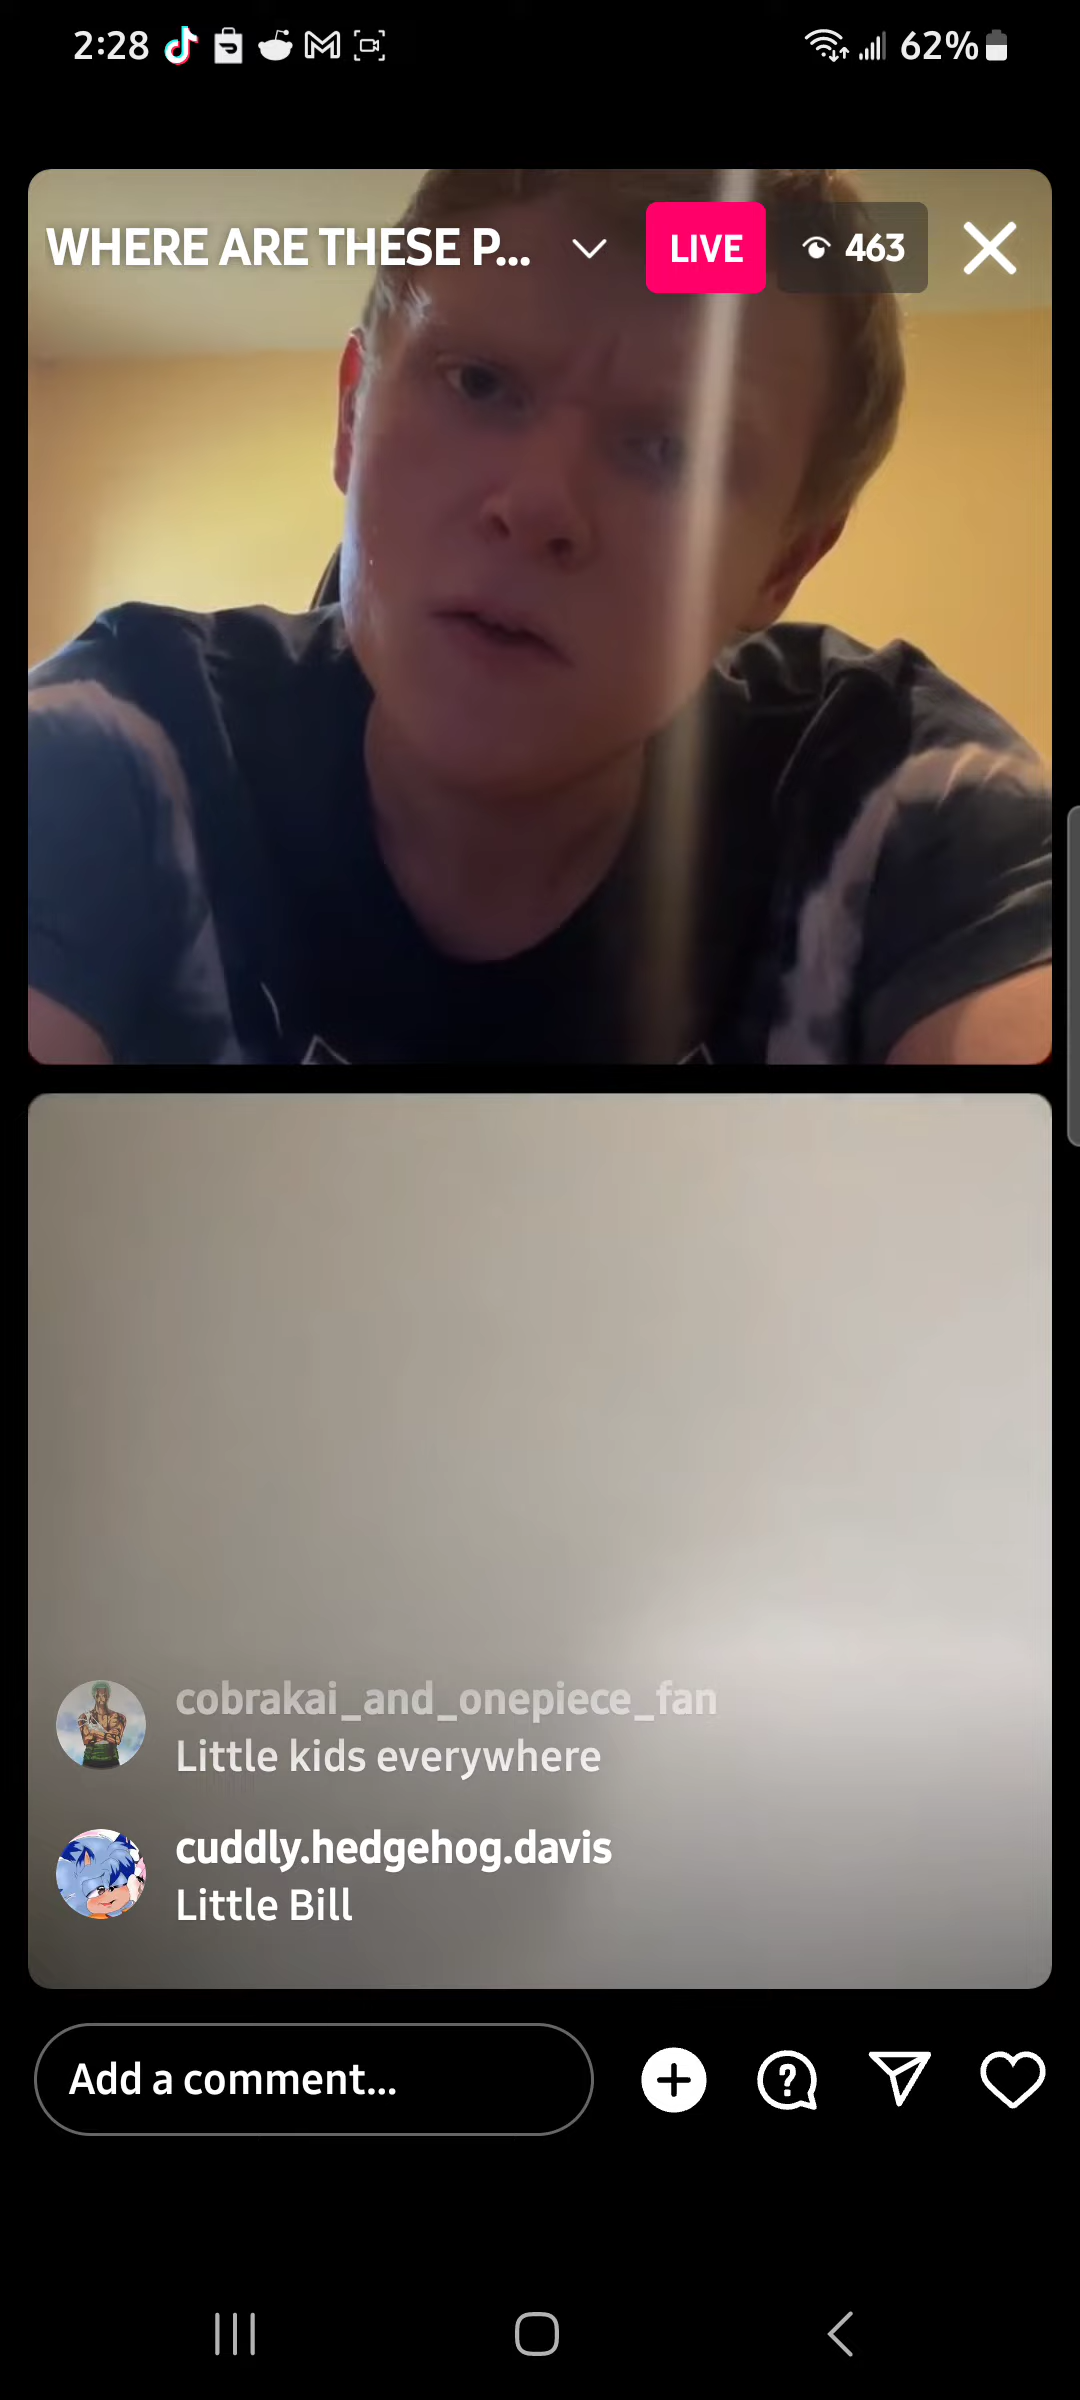 2:28
62%
WHERE ARE THESE P...
LIVE
463
cobrakai_and_onepiece_fan
Little kids everywhere
cuddly.hedgehog.davis
Little Bill
Add a comment...